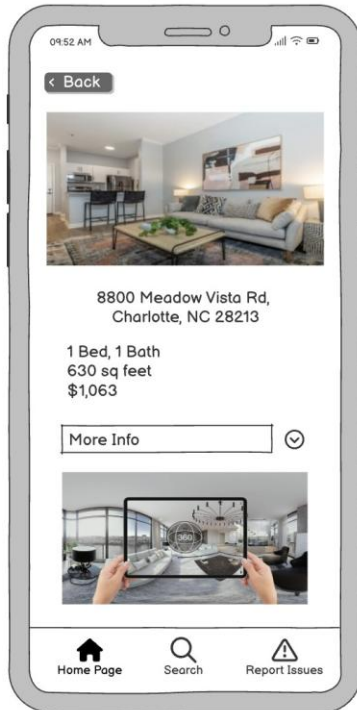 09:52 AM
< Back
8800 Meadow Vista Rd,
Charlotte, NC 28213
1 Bed, 1 Bath
630 sq feet
$1,063
More Info
360
Home Page
Search
Report Issues